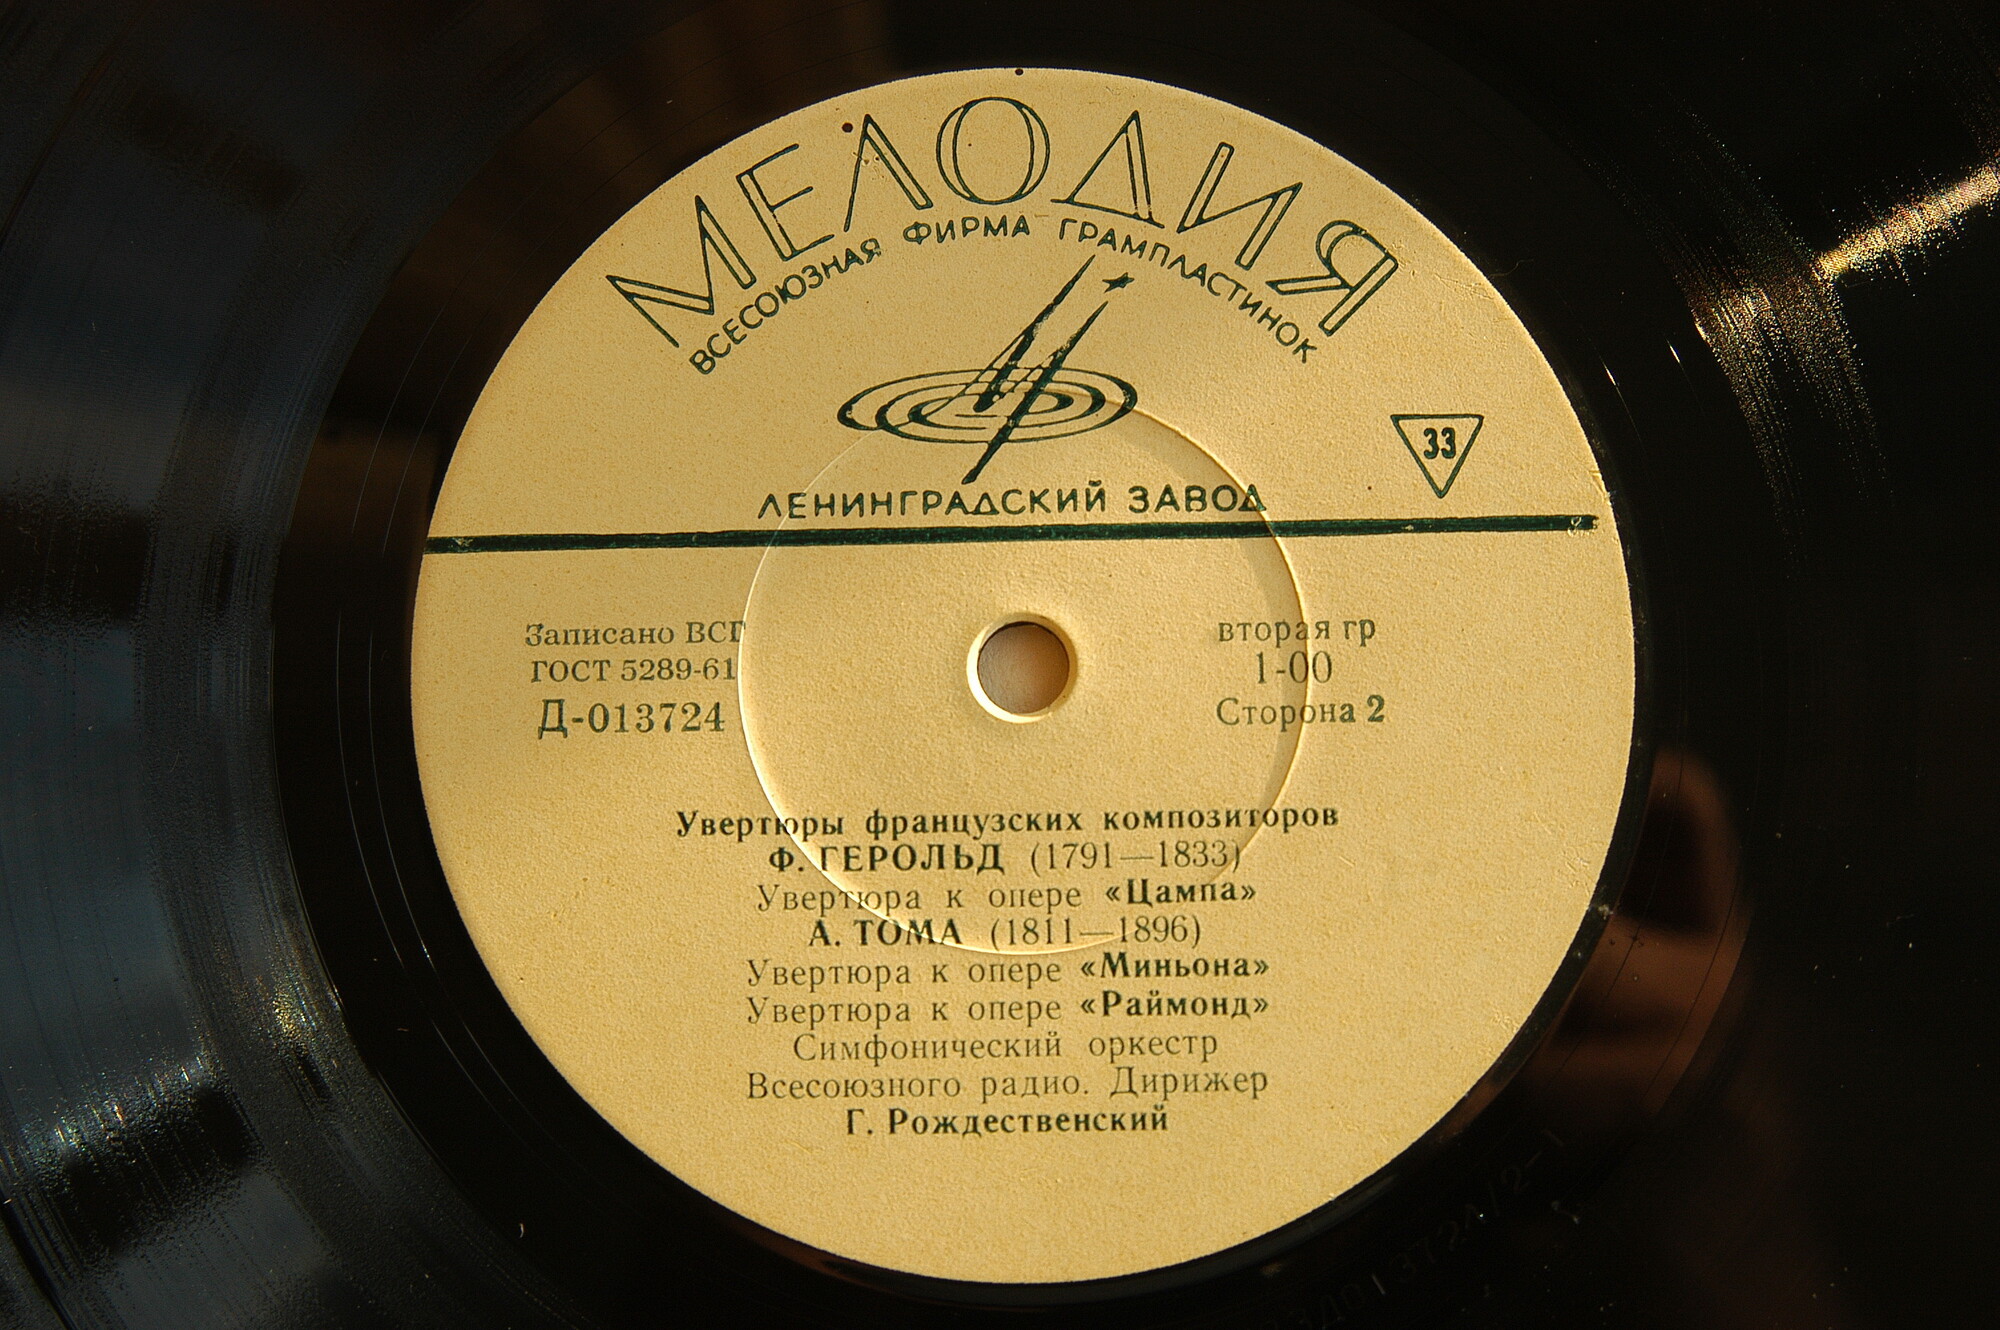 МЕЛОДИЯ
ВСЕСОЮЗНАЯ ФИРМА ГРАМПЛАСТИНОК
33
ЛЕНИНГРАДСКИЙ ЗАВОД
Записано ВСГ
ГОСТ 5289-61
Д-013724
вторая гр
1-00
Сторона 2
Увертюры французских композиторов
Ф. ГЕРОЛЬД (1791—1833)
Увертюра к опере «Цампа»
А. ТОМА (1811—1896)
Увертюра к опере «Миньона»
Увертюра к опере «Раймонд»
Симфонический оркестр
Всесоюзного радио. Дирижер
Г. Рождественский